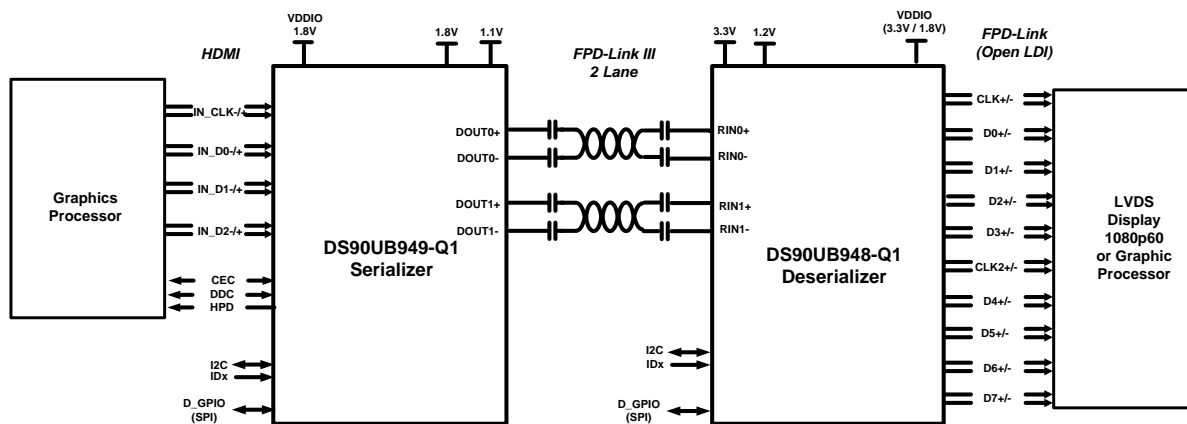 HDMI
VDDIO
1.8V
1.8V
1.1V
FPD-Link III
2 Lane
3.3V
1.2V
VDDIO
(3.3V / 1.8V)
FPD-Link
(Open LDI)
Graphics
Processor
IN_CLK-/+
IN_D0-/+
IN_D1-/+
IN_D2-/+
CEC
DDC
HPD
I2C
IDx
D_GPIO
(SPI)
DS90UB949-Q1
Serializer
DOUT0+
DOUT0-
DOUT1+
DOUT1-
RIN0+
RIN0-
RIN1+
RIN1-
DS90UB948-Q1
Deserializer
I2C
IDx
D_GPIO
(SPI)
CLK+/-
D0+/-
D1+/-
D2+/-
D3+/-
CLK2+/-
D4+/-
D5+/-
D6+/-
D7+/-
LVDS
Display
1080p60
or Graphic
Processor